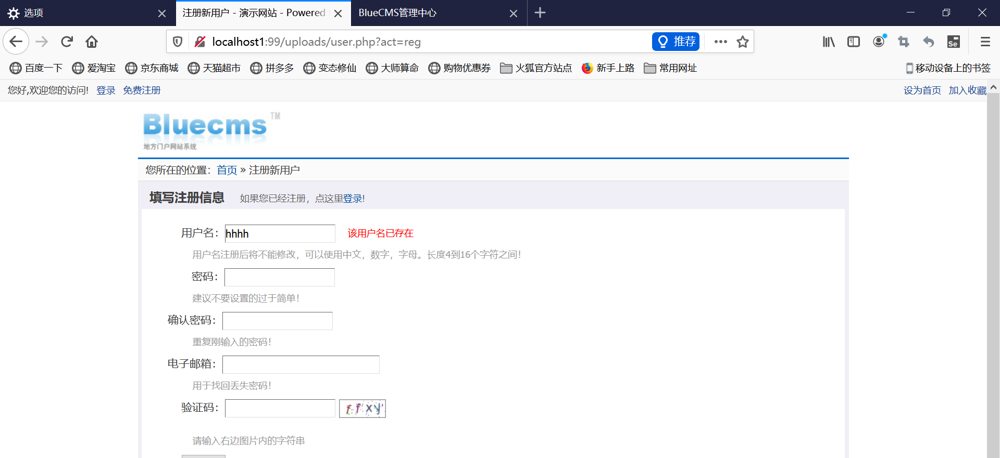 选项
注册新用户 - 演示网站 - Powered
BlueCMS管理中心
localhost1:99/uploads/user.php?act=reg
推荐
Se
百度一下 爱淘宝 京东商城 天猫超市 拼多多 变态修仙 大师算命 购物优惠券 火狐官方站点 新手上路 常用网址 移动设备上的书签
您好,欢迎您的访问! 登录 免费注册 设为首页 加入收藏
Bluecms TM
地方门户网站系统
您所在的位置：首页 » 注册新用户
填写注册信息 如果您已经注册，点这里登录!
用户名： hhhh 该用户名已存在
用户名注册后将不能修改，可以使用中文，数字，字母。长度4到16个字符之间!
密码：
建议不要设置的过于简单!
确认密码：
重复刚输入的密码!
电子邮箱：
用于找回丢失密码!
验证码： ffxy
请输入右边图片内的字符串